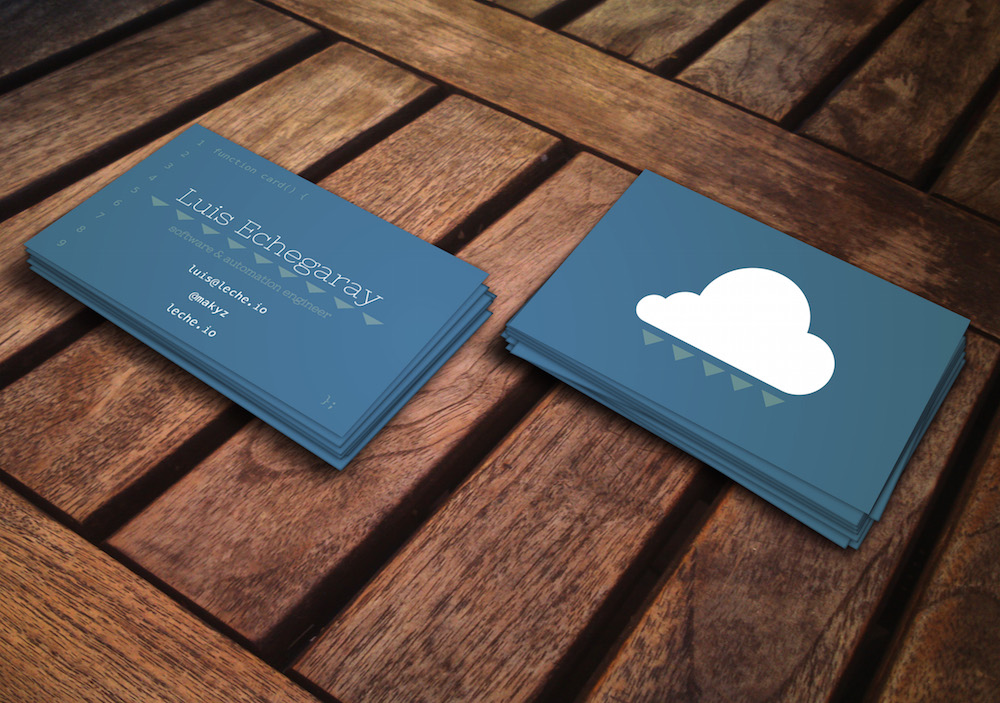 1 function card() {
2
3
4 Luis Echegaray
5
6 software & automation engineer
7 luis@leche.io
8 @makyz
9 leche.io
};